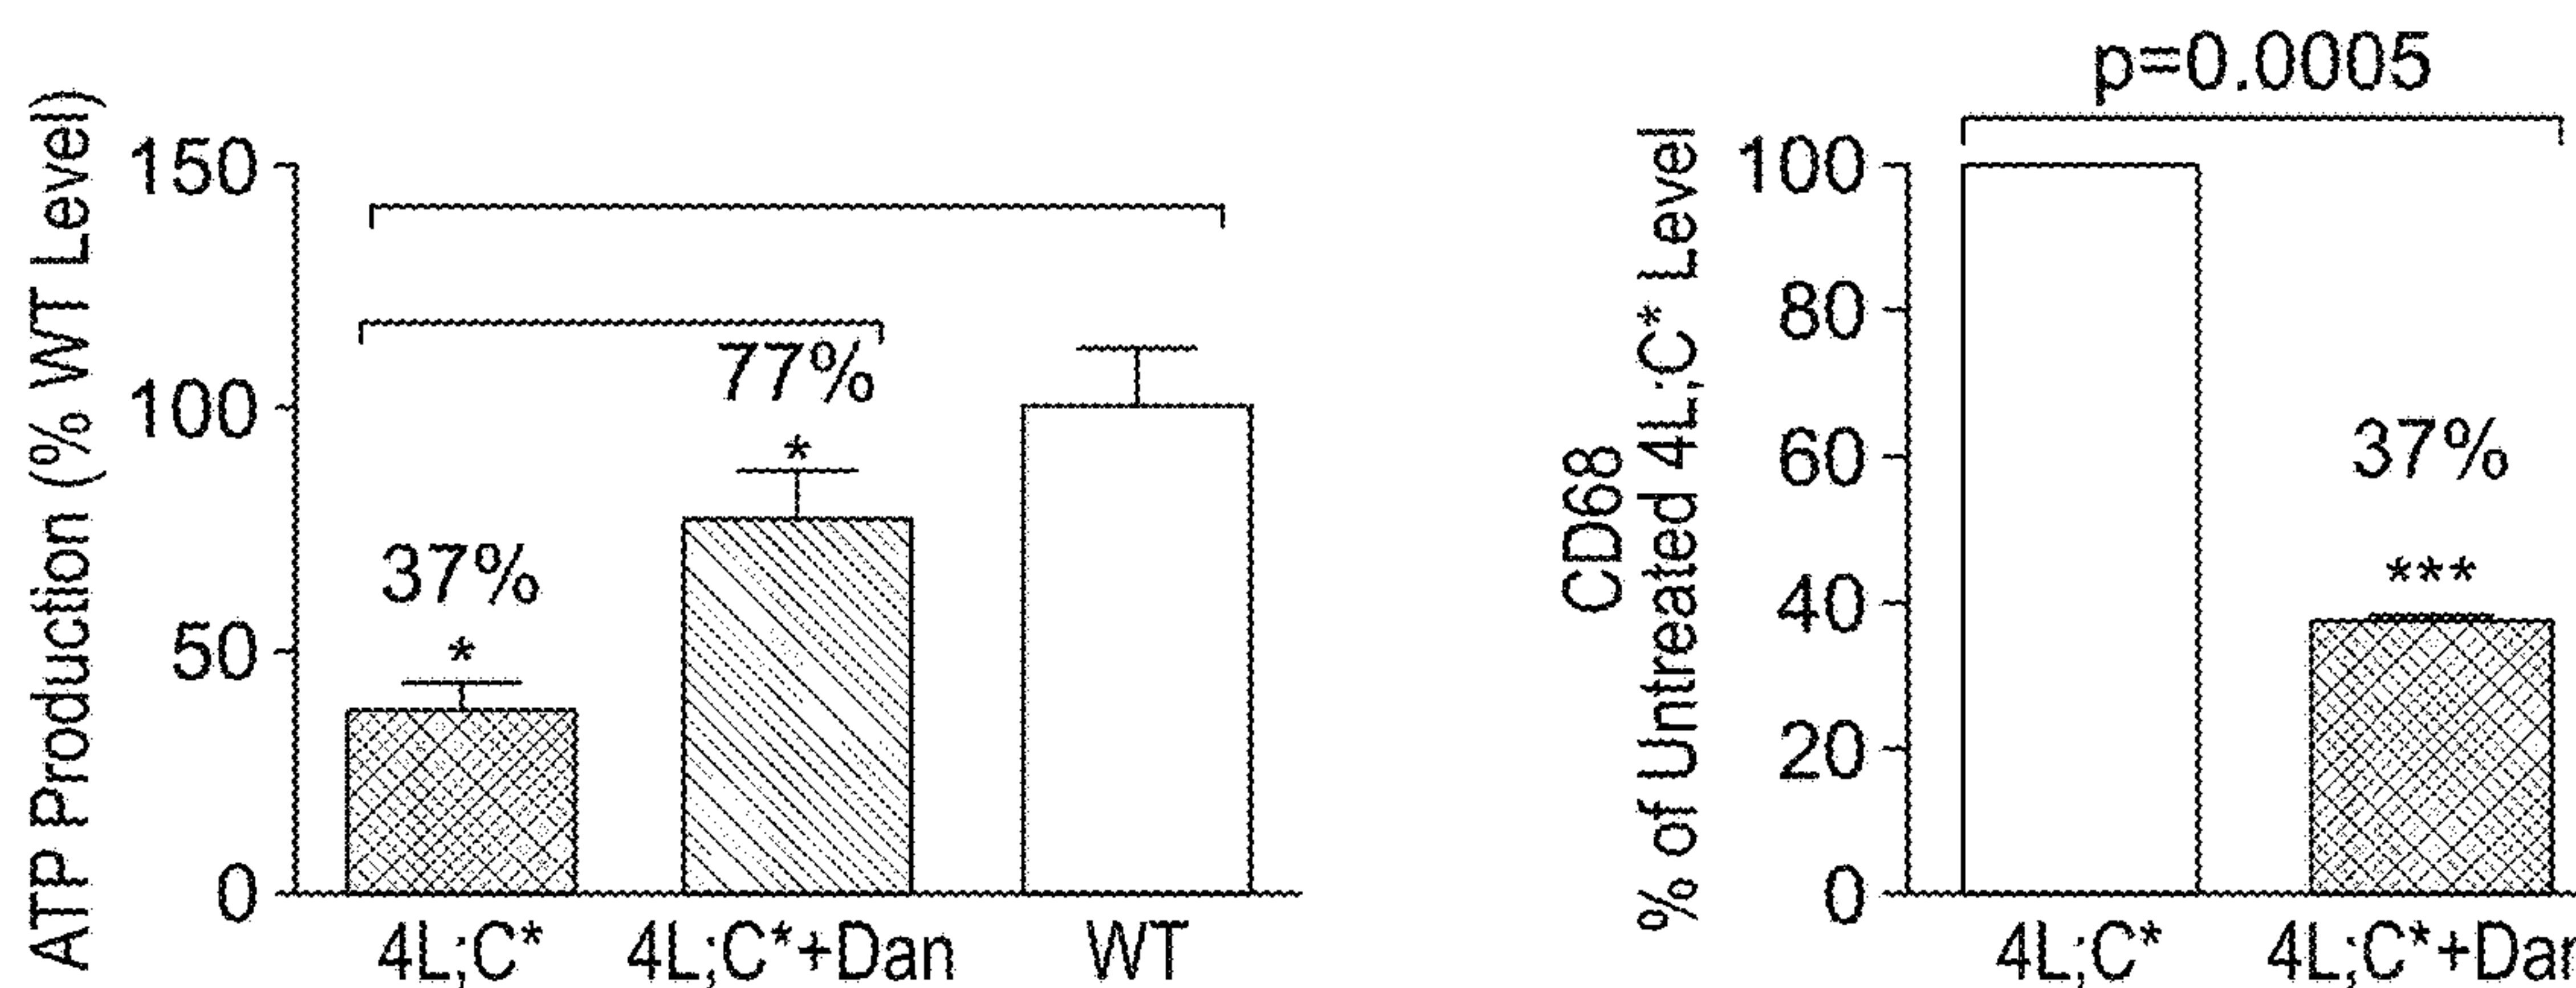 ATP Production (% WT Level)
150
100
50
0
37%
*
77%
*
4L;C*
4L;C*+Dan
WT
p=0.0005
CD68
% of Untreated 4L;C* Level
100
80
60
40
20
0
37%
***
4L;C*
4L;C*+Dan